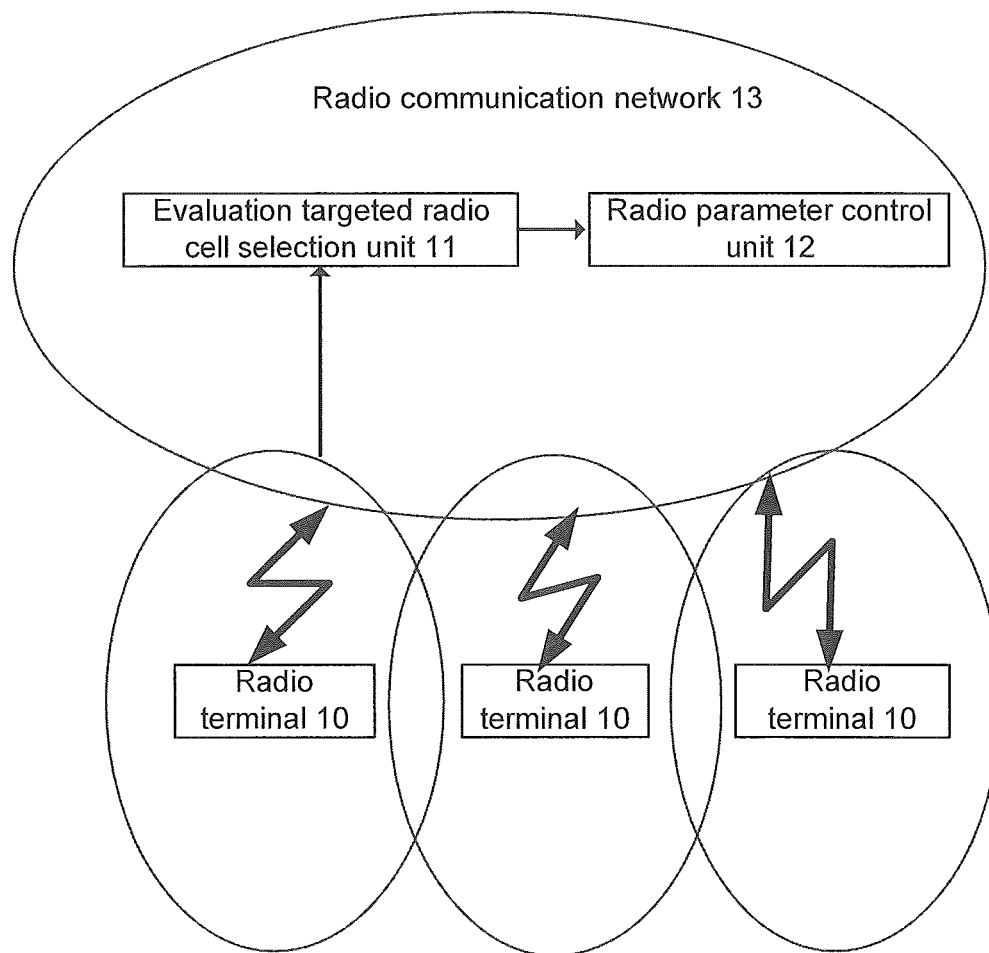 Radio communication network 13
Evaluation targeted radio
cell selection unit 11
Radio parameter control
unit 12
Radio
terminal 10
Radio
terminal 10
Radio
terminal 10